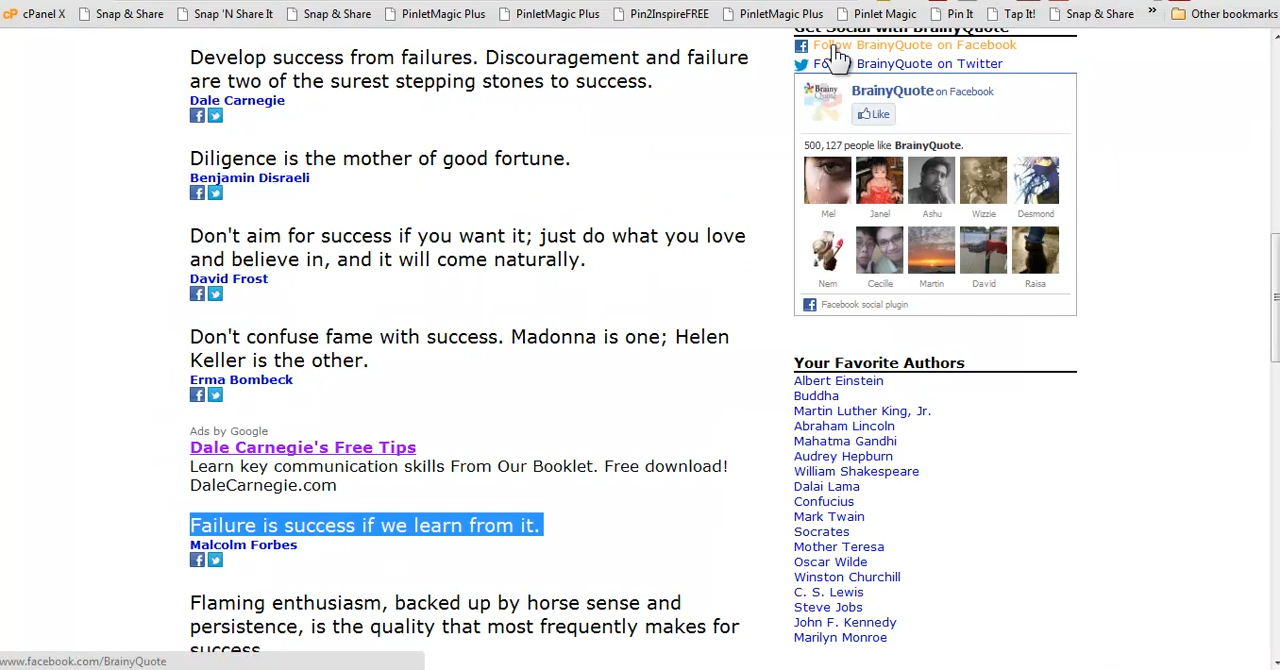 cPanel X
Snap & Share
Snap 'N Share It
Snap & Share
PinletMagic Plus
PinletMagic Plus
Pin2InspireFREE
PinletMagic Plus
Pinlet Magic
Pin It
Tap It!
Snap & Share
»
Other bookmarks
Develop success from failures. Discouragement and failure
are two of the surest stepping stones to success.
Dale Carnegie
Diligence is the mother of good fortune.
Benjamin Disraeli
Don't aim for success if you want it; just do what you love
and believe in, and it will come naturally.
David Frost
Don't confuse fame with success. Madonna is one; Helen
Keller is the other.
Erma Bombeck
Ads by Google
Dale Carnegie's Free Tips
Learn key communication skills From Our Booklet. Free download!
DaleCarnegie.com
Failure is success if we learn from it.
Malcolm Forbes
Flaming enthusiasm, backed up by horse sense and
persistence, is the quality that most frequently makes for
success.
www.facebook.com/BrainyQuote
Get Social with BrainyQuote
Follow BrainyQuote on Facebook
BrainyQuote on Twitter
Brainy
Quote
BrainyQuote on Facebook
Like
500,127 people like BrainyQuote.
Mel Janel Ashu Wizzie Desmond
Nem Cecille Martin David Raisa
Facebook social plugin
Your Favorite Authors
Albert Einstein
Buddha
Martin Luther King, Jr.
Abraham Lincoln
Mahatma Gandhi
Audrey Hepburn
William Shakespeare
Dalai Lama
Confucius
Mark Twain
Socrates
Mother Teresa
Oscar Wilde
Winston Churchill
C. S. Lewis
Steve Jobs
John F. Kennedy
Marilyn Monroe